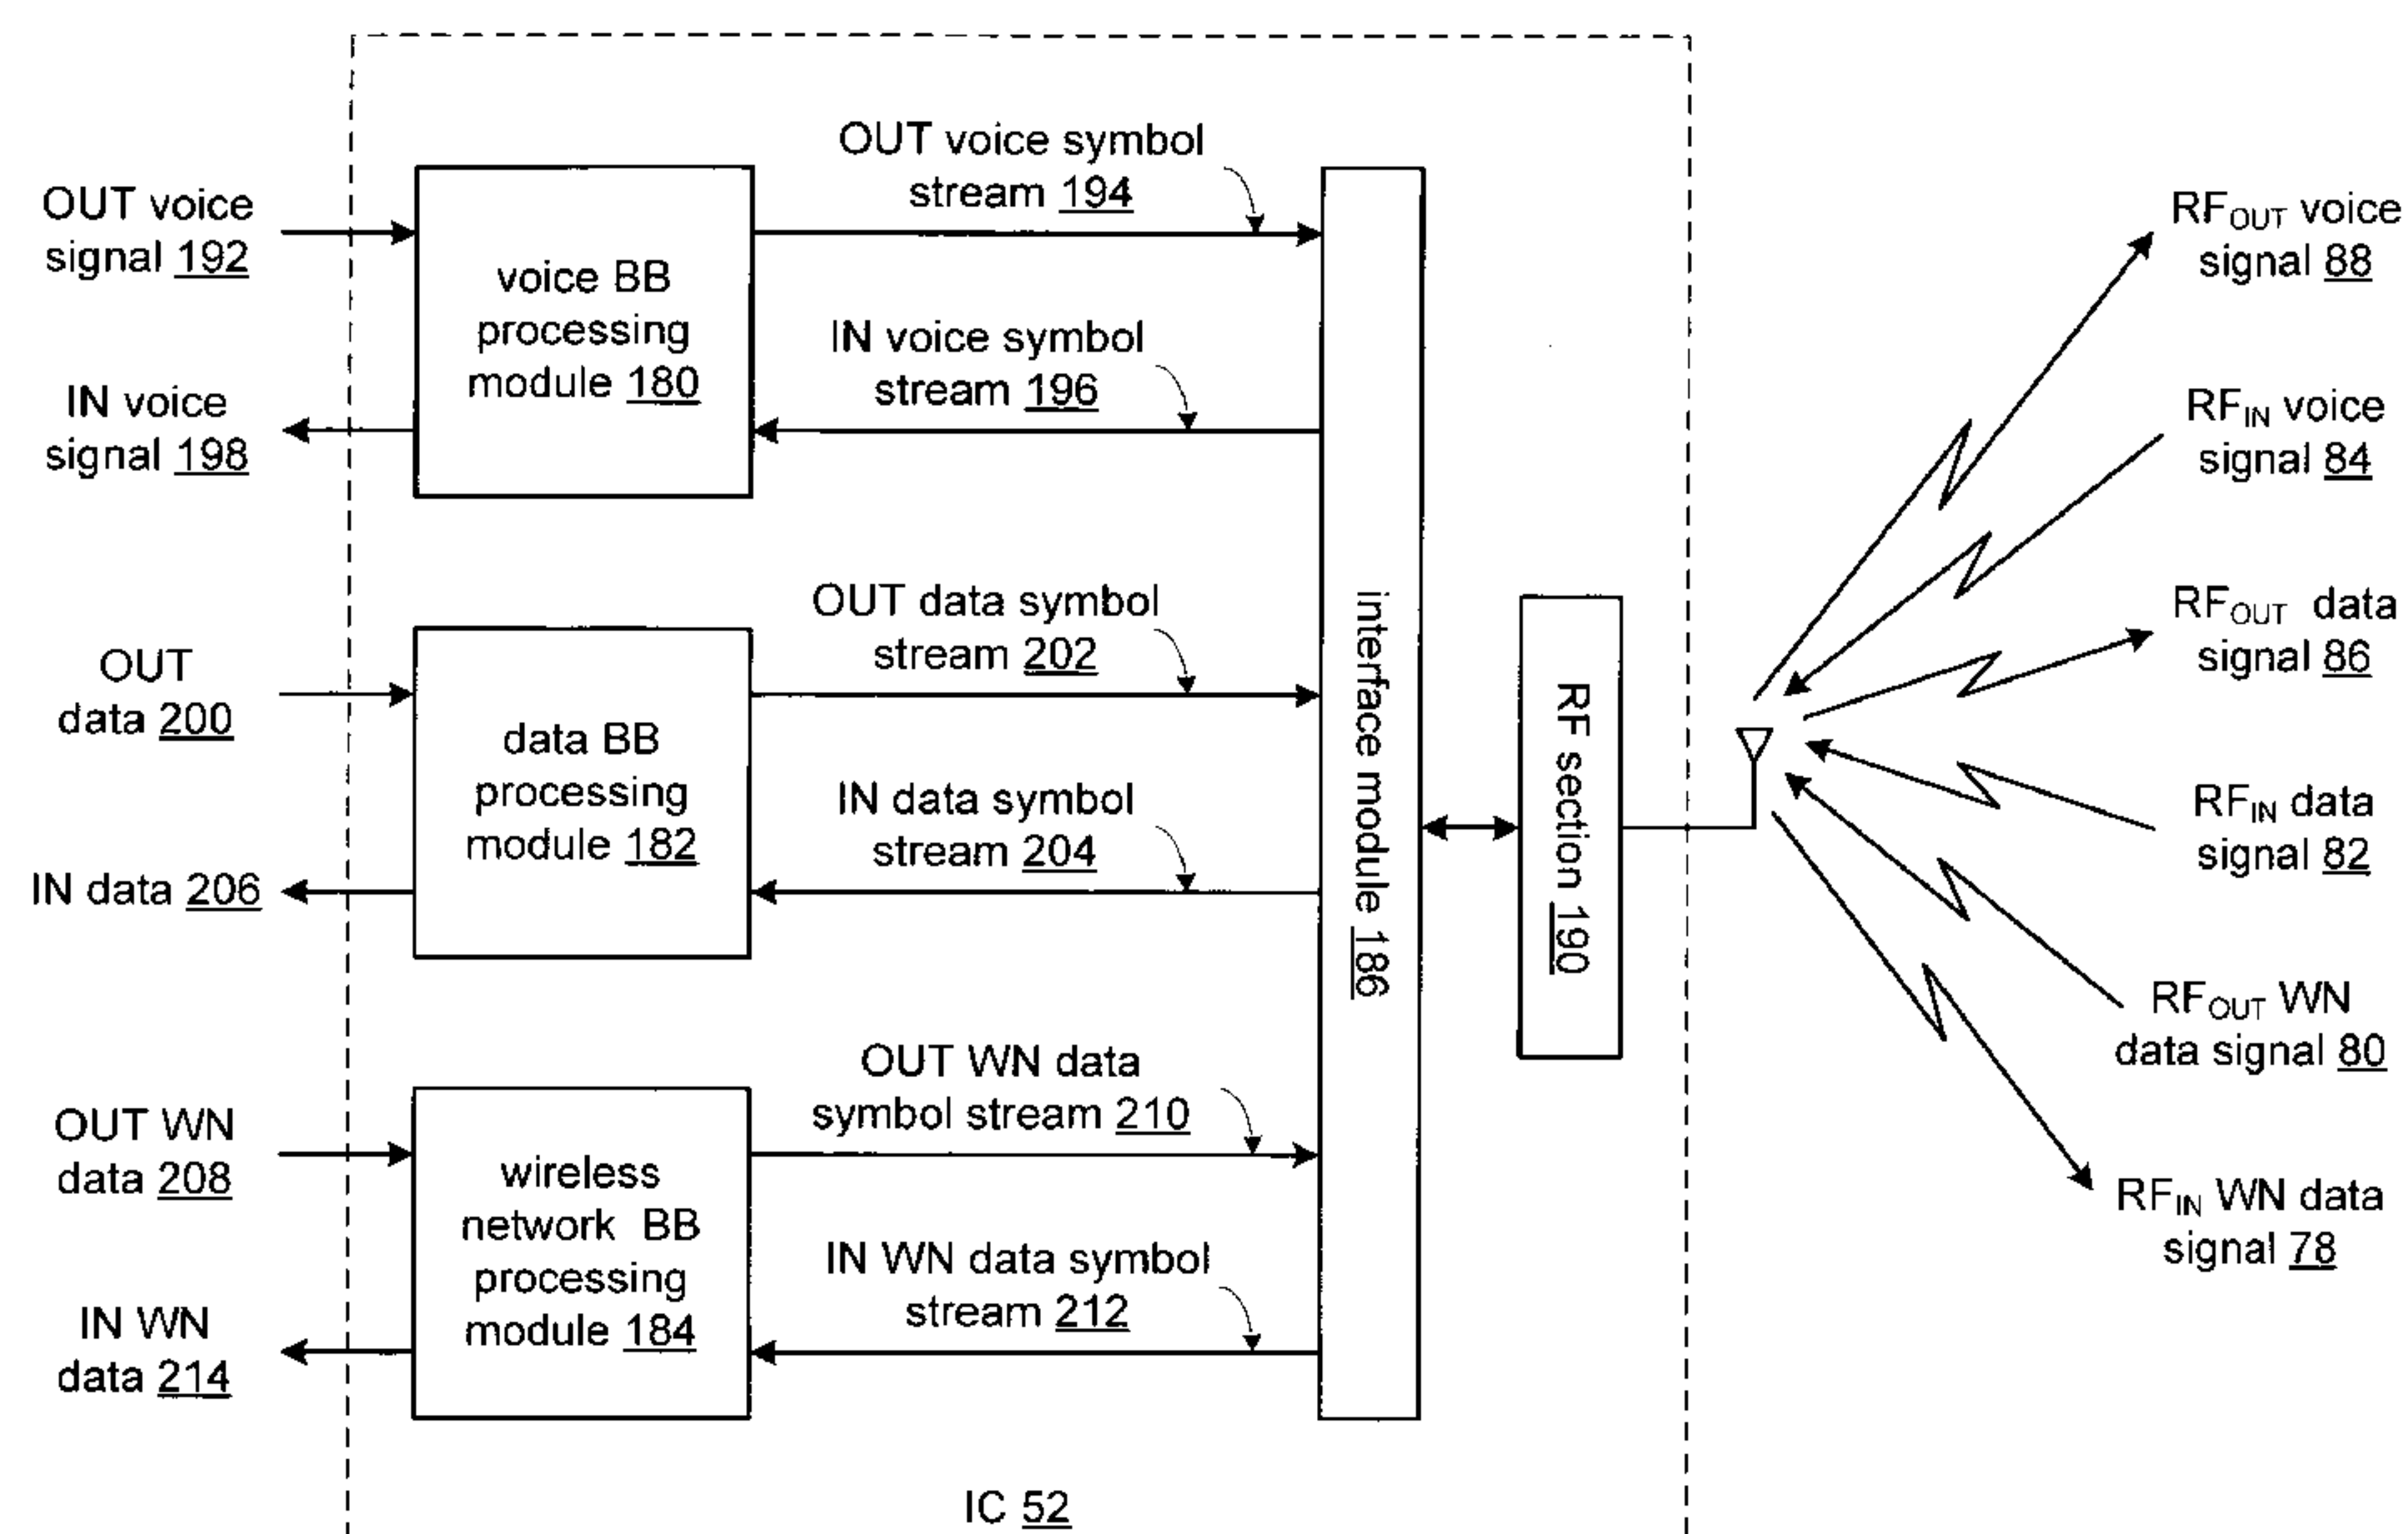 OUT voice
signal 192
IN voice
signal 198
voice BB
processing
module 180
OUT voice symbol
stream 194
IN voice symbol
stream 196
OUT
data 200
IN data 206
data BB
processing
module 182
OUT data symbol
stream 202
IN data symbol
stream 204
OUT WN
data 208
IN WN
data 214
wireless
network BB
processing
module 184
OUT WN data
symbol stream 210
IN WN data symbol
stream 212
interface module 186
RF section 190
RFOUT voice
signal 88
RFIN voice
signal 84
RFOUT data
signal 86
RFIN data
signal 82
RFOUT WN
data signal 80
RFIN WN data
signal 78
IC 52